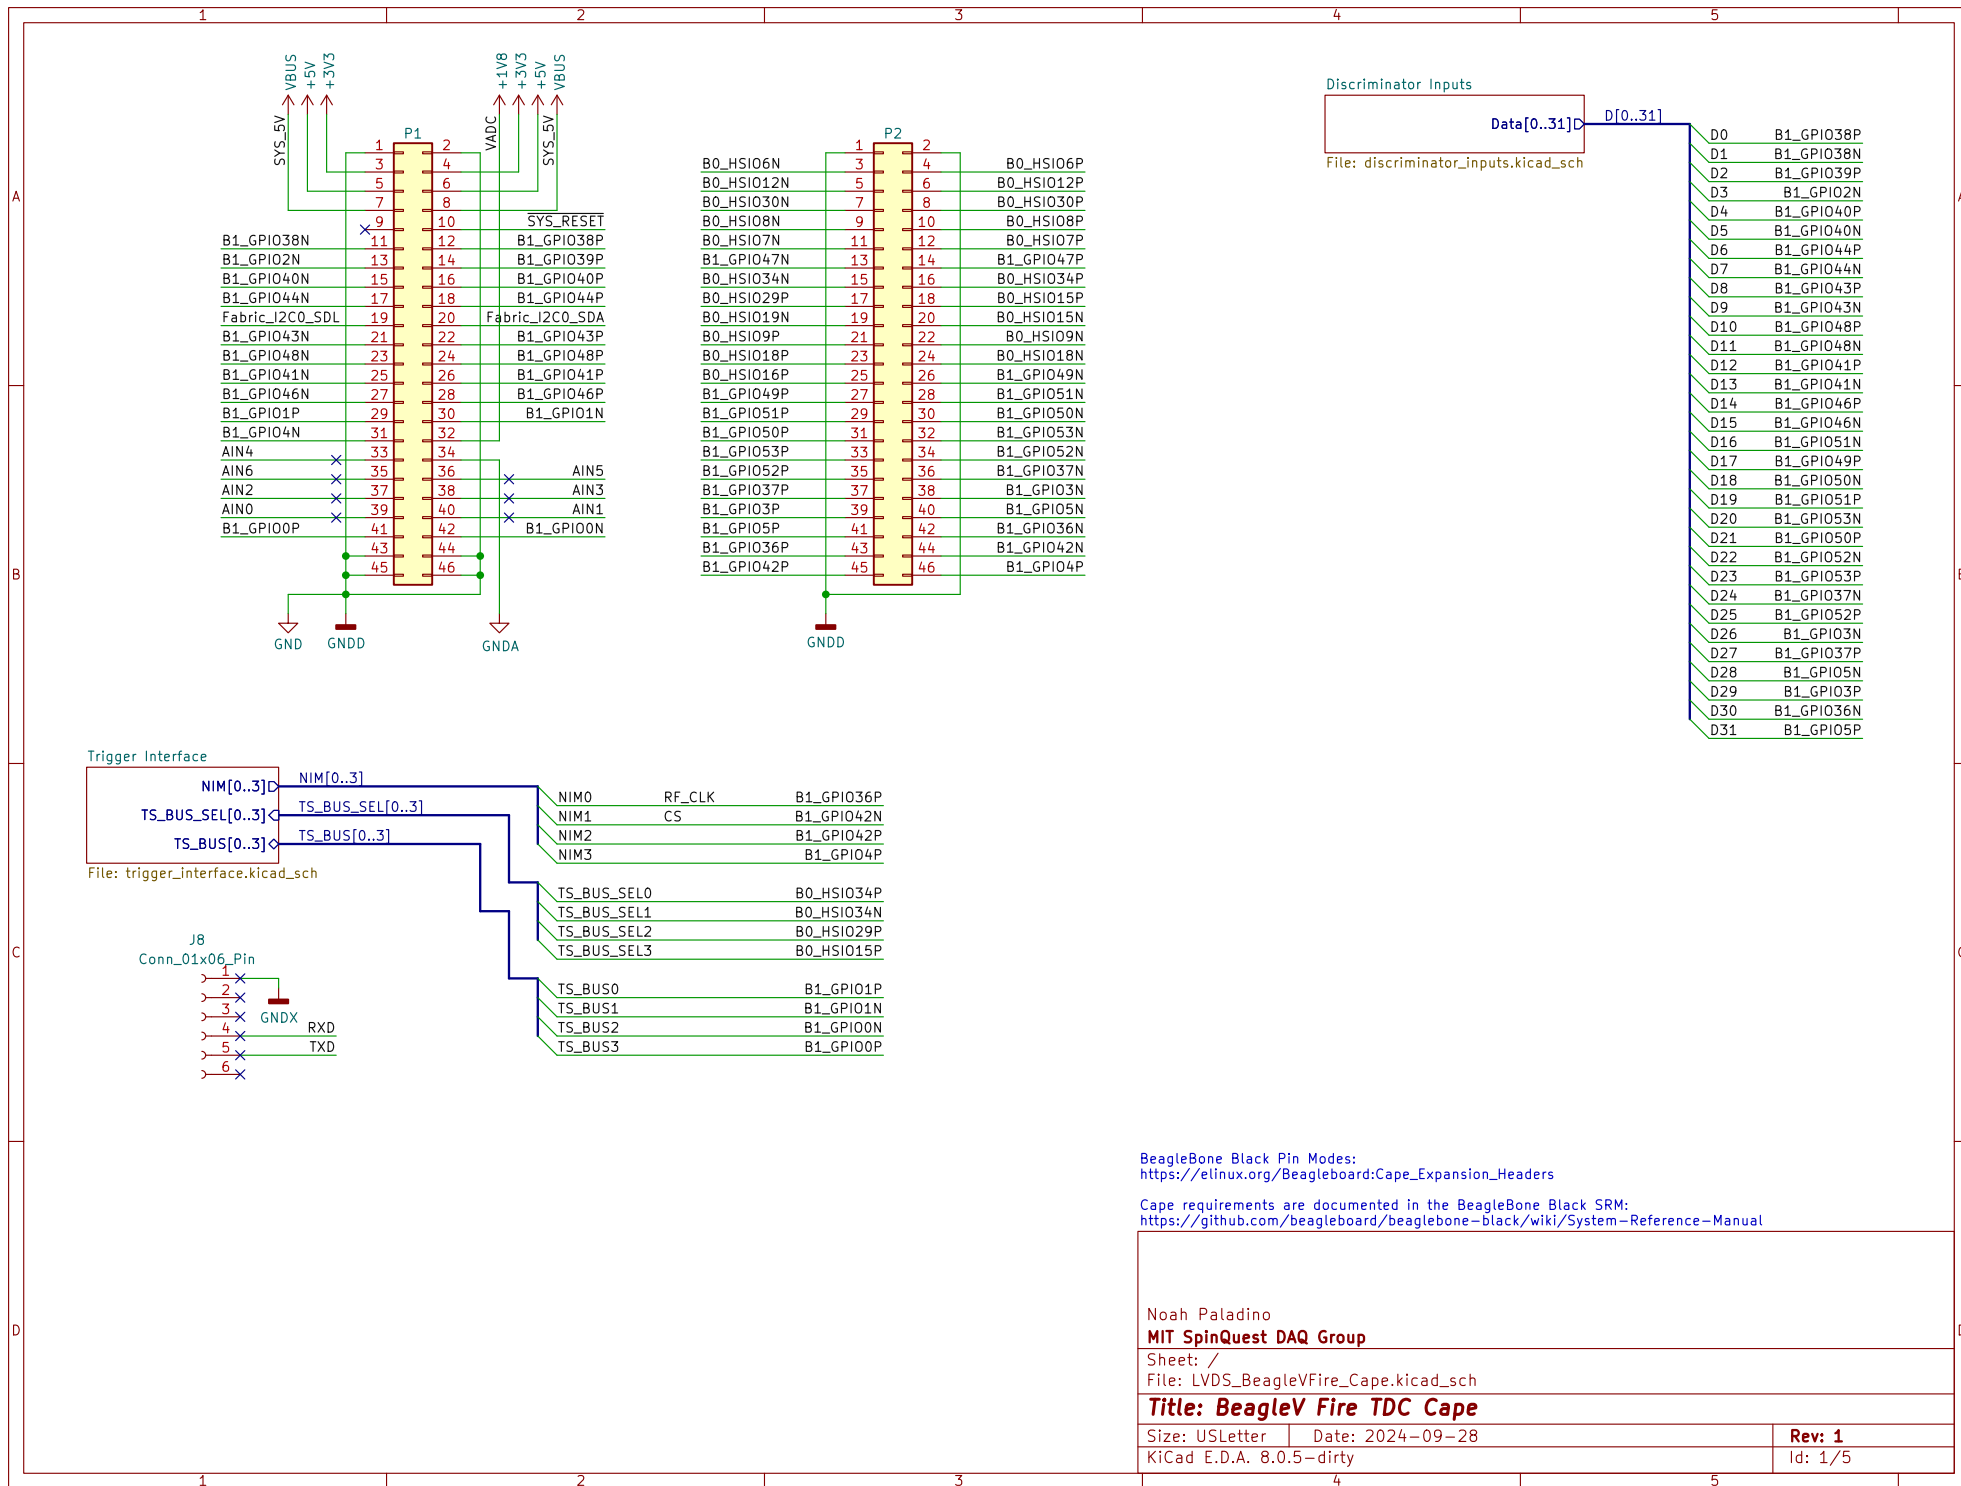 1 2 3 4 5
A
B
C
D
VBUS
+5V
+3V3
+1V8
+3V3
+5V
VBUS
SYS_5V
VADC
SYS_5V
P1
1 2
3 4
5 6
7 8
9 10 SYS_RESET
B1_GPIO38N 11 12 B1_GPIO38P
B1_GPIO2N 13 14 B1_GPIO39P
B1_GPIO40N 15 16 B1_GPIO40P
B1_GPIO44N 17 18 B1_GPIO44P
Fabric_I2C0_SDL 19 20 Fabric_I2C0_SDA
B1_GPIO43N 21 22 B1_GPIO43P
B1_GPIO48N 23 24 B1_GPIO48P
B1_GPIO41N 25 26 B1_GPIO41P
B1_GPIO46N 27 28 B1_GPIO46P
B1_GPIO1P 29 30 B1_GPIO1N
B1_GPIO4N 31 32
AIN4 33 34
AIN6 35 36 AIN5
AIN2 37 38 AIN3
AIN0 39 40 AIN1
B1_GPIO0P 41 42 B1_GPIO0N
43 44
45 46
GND
GNDD
GNDA
P2
1 2
B0_HSIO6N 3 4 B0_HSIO6P
B0_HSIO12N 5 6 B0_HSIO12P
B0_HSIO30N 7 8 B0_HSIO30P
B0_HSIO8N 9 10 B0_HSIO8P
B0_HSIO7N 11 12 B0_HSIO7P
B1_GPIO47N 13 14 B1_GPIO47P
B0_HSIO34N 15 16 B0_HSIO34P
B0_HSIO29P 17 18 B0_HSIO15P
B0_HSIO19N 19 20 B0_HSIO15N
B0_HSIO9P 21 22 B0_HSIO9N
B0_HSIO18P 23 24 B0_HSIO18N
B0_HSIO16P 25 26 B1_GPIO49N
B1_GPIO49P 27 28 B1_GPIO51N
B1_GPIO51P 29 30 B1_GPIO50N
B1_GPIO50P 31 32 B1_GPIO53N
B1_GPIO53P 33 34 B1_GPIO52N
B1_GPIO52P 35 36 B1_GPIO37N
B1_GPIO37P 37 38 B1_GPIO3N
B1_GPIO3P 39 40 B1_GPIO5N
B1_GPIO5P 41 42 B1_GPIO36N
B1_GPIO36P 43 44 B1_GPIO42N
B1_GPIO42P 45 46 B1_GPIO4P
GNDD
Discriminator Inputs
Data[0..31] D[0..31]
File: discriminator_inputs.kicad_sch
D0 B1_GPIO38P
D1 B1_GPIO38N
D2 B1_GPIO39P
D3 B1_GPIO2N
D4 B1_GPIO40P
D5 B1_GPIO40N
D6 B1_GPIO44P
D7 B1_GPIO44N
D8 B1_GPIO43P
D9 B1_GPIO43N
D10 B1_GPIO48P
D11 B1_GPIO48N
D12 B1_GPIO41P
D13 B1_GPIO41N
D14 B1_GPIO46P
D15 B1_GPIO46N
D16 B1_GPIO51N
D17 B1_GPIO49P
D18 B1_GPIO50N
D19 B1_GPIO51P
D20 B1_GPIO53N
D21 B1_GPIO50P
D22 B1_GPIO52N
D23 B1_GPIO53P
D24 B1_GPIO37N
D25 B1_GPIO52P
D26 B1_GPIO3N
D27 B1_GPIO37P
D28 B1_GPIO5N
D29 B1_GPIO3P
D30 B1_GPIO36N
D31 B1_GPIO5P
Trigger Interface
NIM[0..3] NIM[0..3]
TS_BUS_SEL[0..3] TS_BUS_SEL[0..3]
TS_BUS[0..3] TS_BUS[0..3]
File: trigger_interface.kicad_sch
NIM0 RF_CLK B1_GPIO36P
NIM1 CS B1_GPIO42N
NIM2 B1_GPIO42P
NIM3 B1_GPIO4P
TS_BUS_SEL0 B0_HSIO34P
TS_BUS_SEL1 B0_HSIO34N
TS_BUS_SEL2 B0_HSIO29P
TS_BUS_SEL3 B0_HSIO15P
TS_BUS0 B1_GPIO1P
TS_BUS1 B1_GPIO1N
TS_BUS2 B1_GPIO0N
TS_BUS3 B1_GPIO0P
J8
Conn_01x06_Pin
1
2
3 GNDX
4 RXD
5 TXD
6
BeagleBone Black Pin Modes:
https://elinux.org/Beagleboard:Cape_Expansion_Headers
Cape requirements are documented in the BeagleBone Black SRM:
https://github.com/beagleboard/beaglebone-black/wiki/System-Reference-Manual
Noah Paladino
MIT SpinQuest DAQ Group
Sheet: /
File: LVDS_BeagleVFire_Cape.kicad_sch
Title: BeagleV Fire TDC Cape
Size: USLetter Date: 2024-09-28 Rev: 1
KiCad E.D.A. 8.0.5-dirty Id: 1/5
1 2 3 4 5